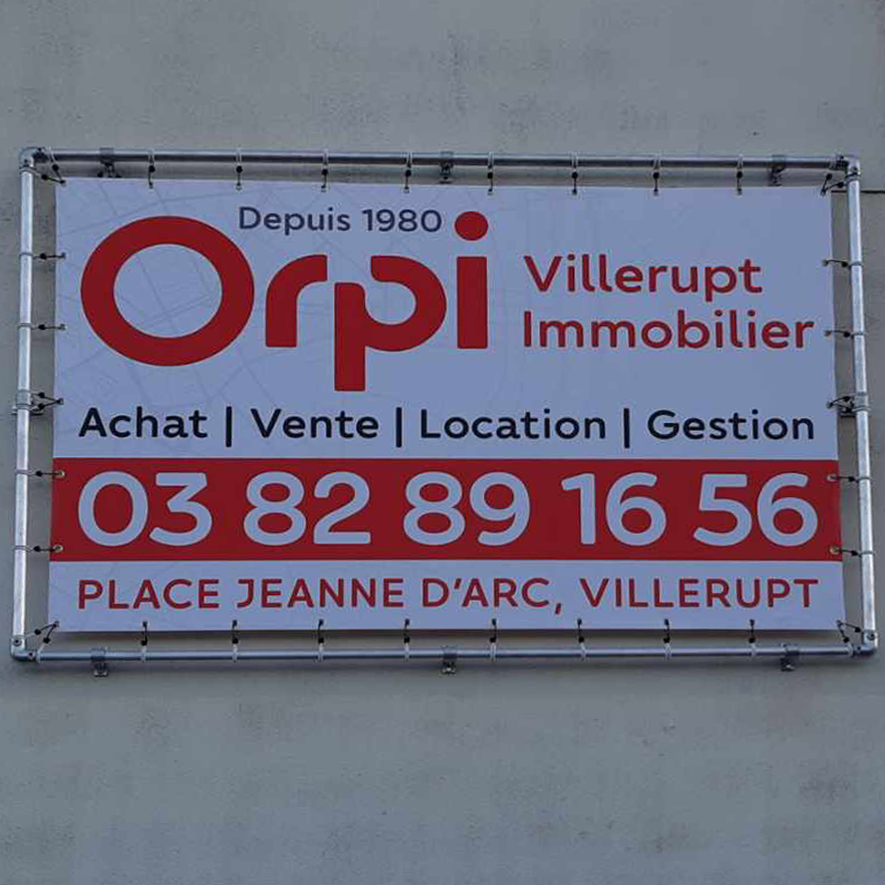 Depuis 1980
Orpi
Villerupt
Immobilier
Achat | Vente | Location | Gestion
03 82 89 16 56
PLACE JEANNE D'ARC, VILLERUPT